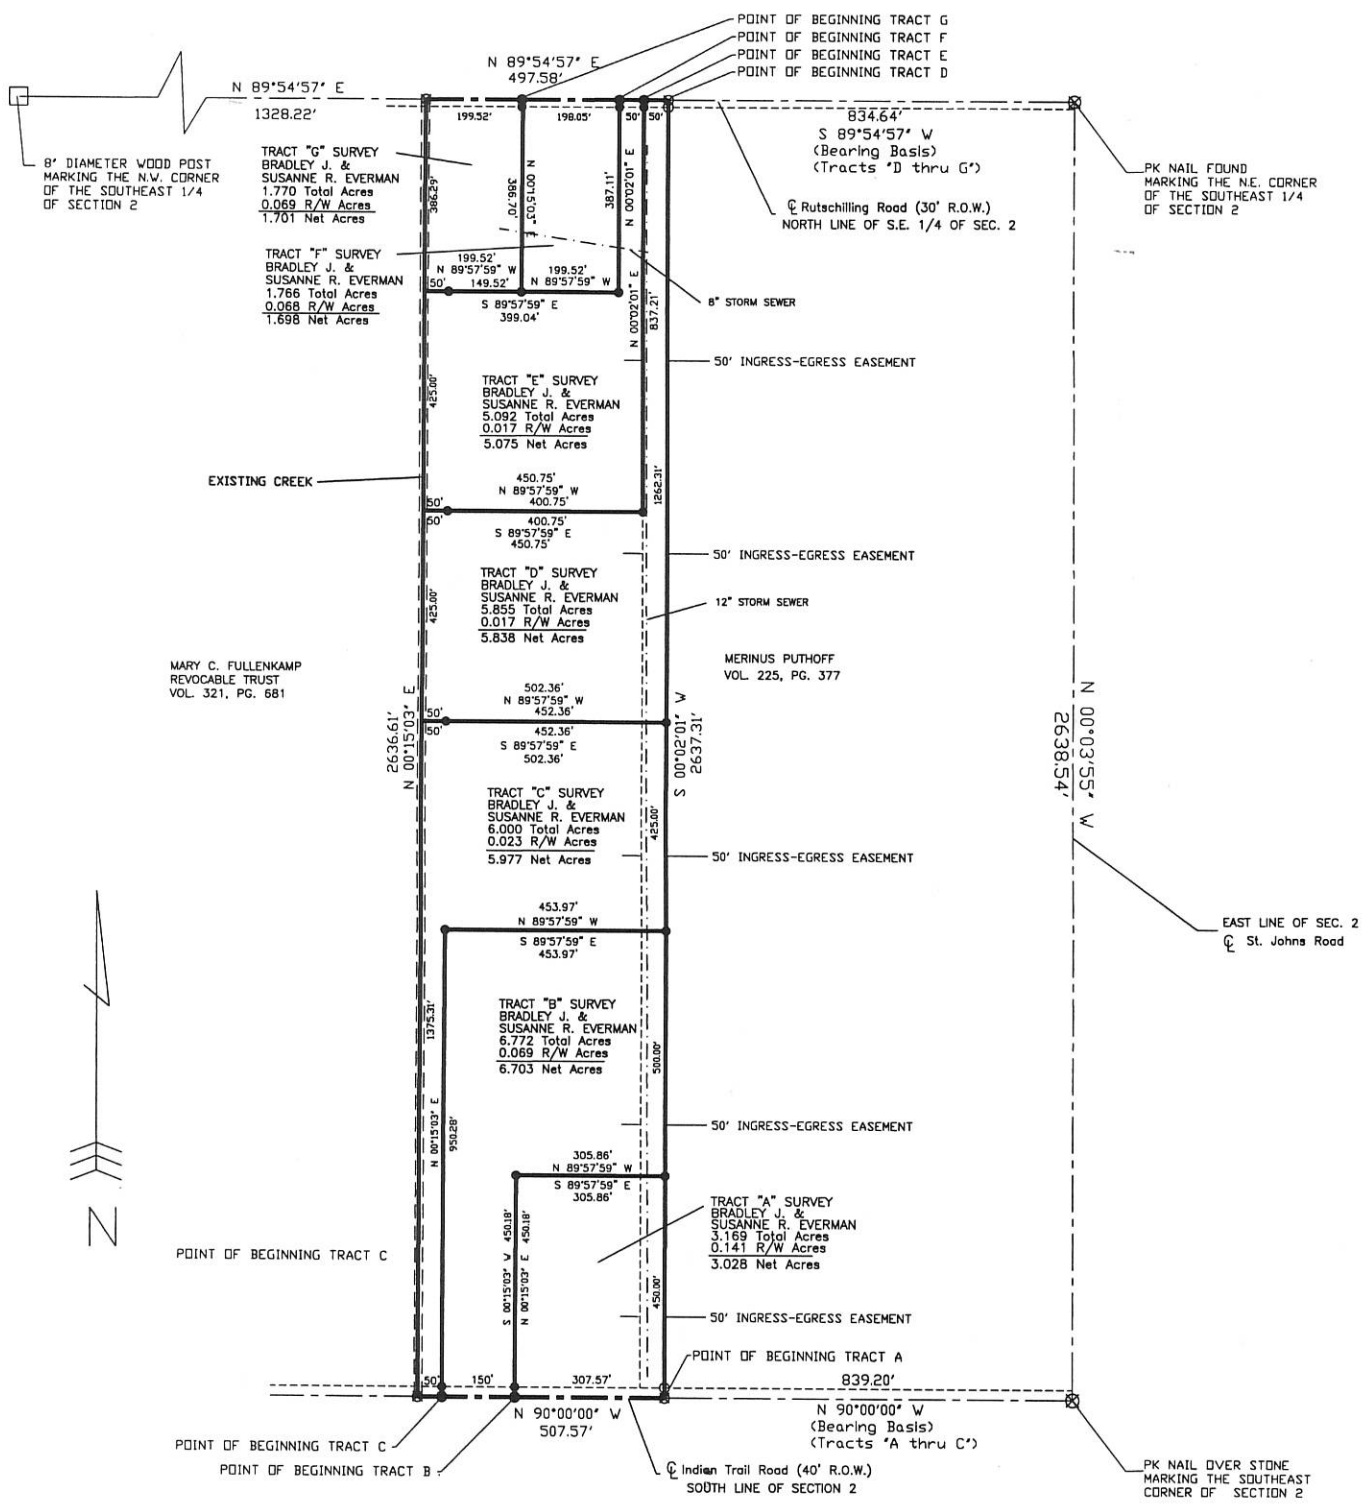 POINT OF BEGINNING TRACT G
POINT OF BEGINNING TRACT F
POINT OF BEGINNING TRACT E
POINT OF BEGINNING TRACT D
N 89°54'57" E
497.58'
N 89°54'57" E
1328.22'
199.52'
198.05'
50'
50'
834.64'
S 89°54'57" W
(Bearing Basis)
(Tracts "D thru G")
8" DIAMETER WOOD POST
MARKING THE N.W. CORNER
OF THE SOUTHEAST 1/4
OF SECTION 2
PK NAIL FOUND
MARKING THE N.E. CORNER
OF THE SOUTHEAST 1/4
OF SECTION 2
℄ Rutschilling Road (30' R.O.W.)
NORTH LINE OF S.E. 1/4 OF SEC. 2
TRACT "G" SURVEY
BRADLEY J. &
SUSANNE R. EVERMAN
1.770 Total Acres
0.069 R/W Acres
1.701 Net Acres
386.29'
N 00°15'03" E
386.70'
387.11'
N 00°02'01" E
TRACT "F" SURVEY
BRADLEY J. &
SUSANNE R. EVERMAN
1.766 Total Acres
0.068 R/W Acres
1.698 Net Acres
199.52'
N 89°57'59" W
50'
149.52'
199.52'
N 89°57'59" W
S 89°57'59" E
399.04'
N 00°02'01" E
837.21'
8" STORM SEWER
50' INGRESS-EGRESS EASEMENT
425.00'
TRACT "E" SURVEY
BRADLEY J. &
SUSANNE R. EVERMAN
5.092 Total Acres
0.017 R/W Acres
5.075 Net Acres
EXISTING CREEK
1262.31'
450.75'
N 89°57'59" W
50'
400.75'
50'
400.75'
S 89°57'59" E
450.75'
50' INGRESS-EGRESS EASEMENT
TRACT "D" SURVEY
BRADLEY J. &
SUSANNE R. EVERMAN
5.855 Total Acres
0.017 R/W Acres
5.838 Net Acres
425.00'
12" STORM SEWER
MARY C. FULLENKAMP
REVOCABLE TRUST
VOL. 321, PG. 681
MERINUS PUTHOFF
VOL. 225, PG. 377
2636.61'
N 00°15'03" E
502.36'
N 89°57'59" W
50'
452.36'
50'
452.36'
S 89°57'59" E
502.36'
S 00°02'01" W
2637.31'
N 00°03'55" W
2638.54'
TRACT "C" SURVEY
BRADLEY J. &
SUSANNE R. EVERMAN
6.000 Total Acres
0.023 R/W Acres
5.977 Net Acres
425.00'
50' INGRESS-EGRESS EASEMENT
453.97'
N 89°57'59" W
S 89°57'59" E
453.97'
EAST LINE OF SEC. 2
℄ St. Johns Road
1375.31'
TRACT "B" SURVEY
BRADLEY J. &
SUSANNE R. EVERMAN
6.772 Total Acres
0.069 R/W Acres
6.703 Net Acres
500.00'
N 00°15'03" E
950.28'
50' INGRESS-EGRESS EASEMENT
305.86'
N 89°57'59" W
S 89°57'59" E
305.86'
TRACT "A" SURVEY
BRADLEY J. &
SUSANNE R. EVERMAN
3.169 Total Acres
0.141 R/W Acres
3.028 Net Acres
N
POINT OF BEGINNING TRACT C
S 00°15'03" W 450.18'
N 00°15'03" E 450.18'
450.00'
50' INGRESS-EGRESS EASEMENT
POINT OF BEGINNING TRACT A
50'
150'
307.57'
839.20'
N 90°00'00" W
507.57'
N 90°00'00" W
(Bearing Basis)
(Tracts "A thru C")
POINT OF BEGINNING TRACT C
POINT OF BEGINNING TRACT B
℄ Indian Trail Road (40' R.O.W.)
SOUTH LINE OF SECTION 2
PK NAIL OVER STONE
MARKING THE SOUTHEAST
CORNER OF SECTION 2